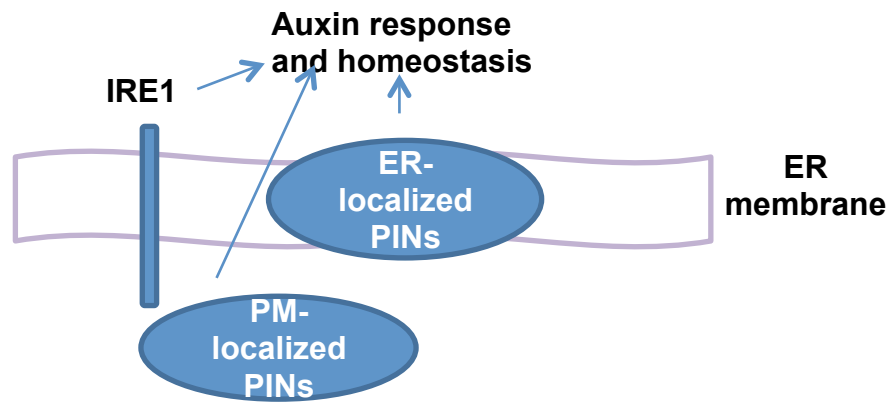 Auxin response
and homeostasis
IRE1
ER-
localized
PINs
ER
membrane
PM-
localized
PINs